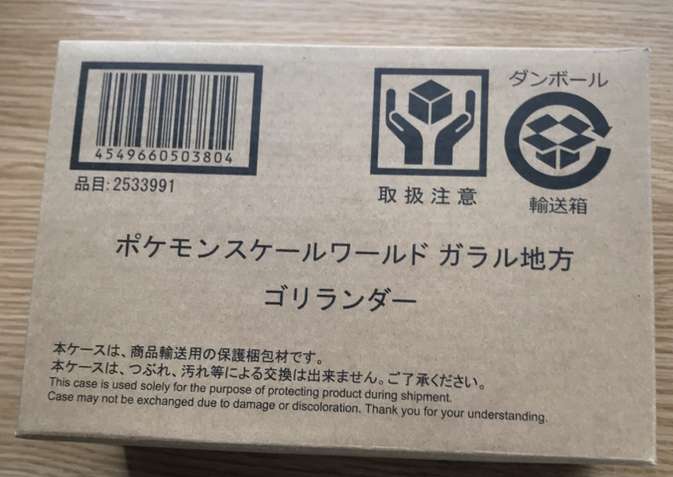 4549660503804
品目:2533991
取扱注意
ダンボール
輸送箱
ポケモンスケールワールド ガラル地方
ゴリランダー
本ケースは、商品輸送用の保護梱包材です。
本ケースは、つぶれ、汚れ等による交換は出来ません。ご了承ください。
This case is used solely for the purpose of protecting product during shipment.
Case may not be exchanged due to damage or discoloration. Thank you for your understanding.